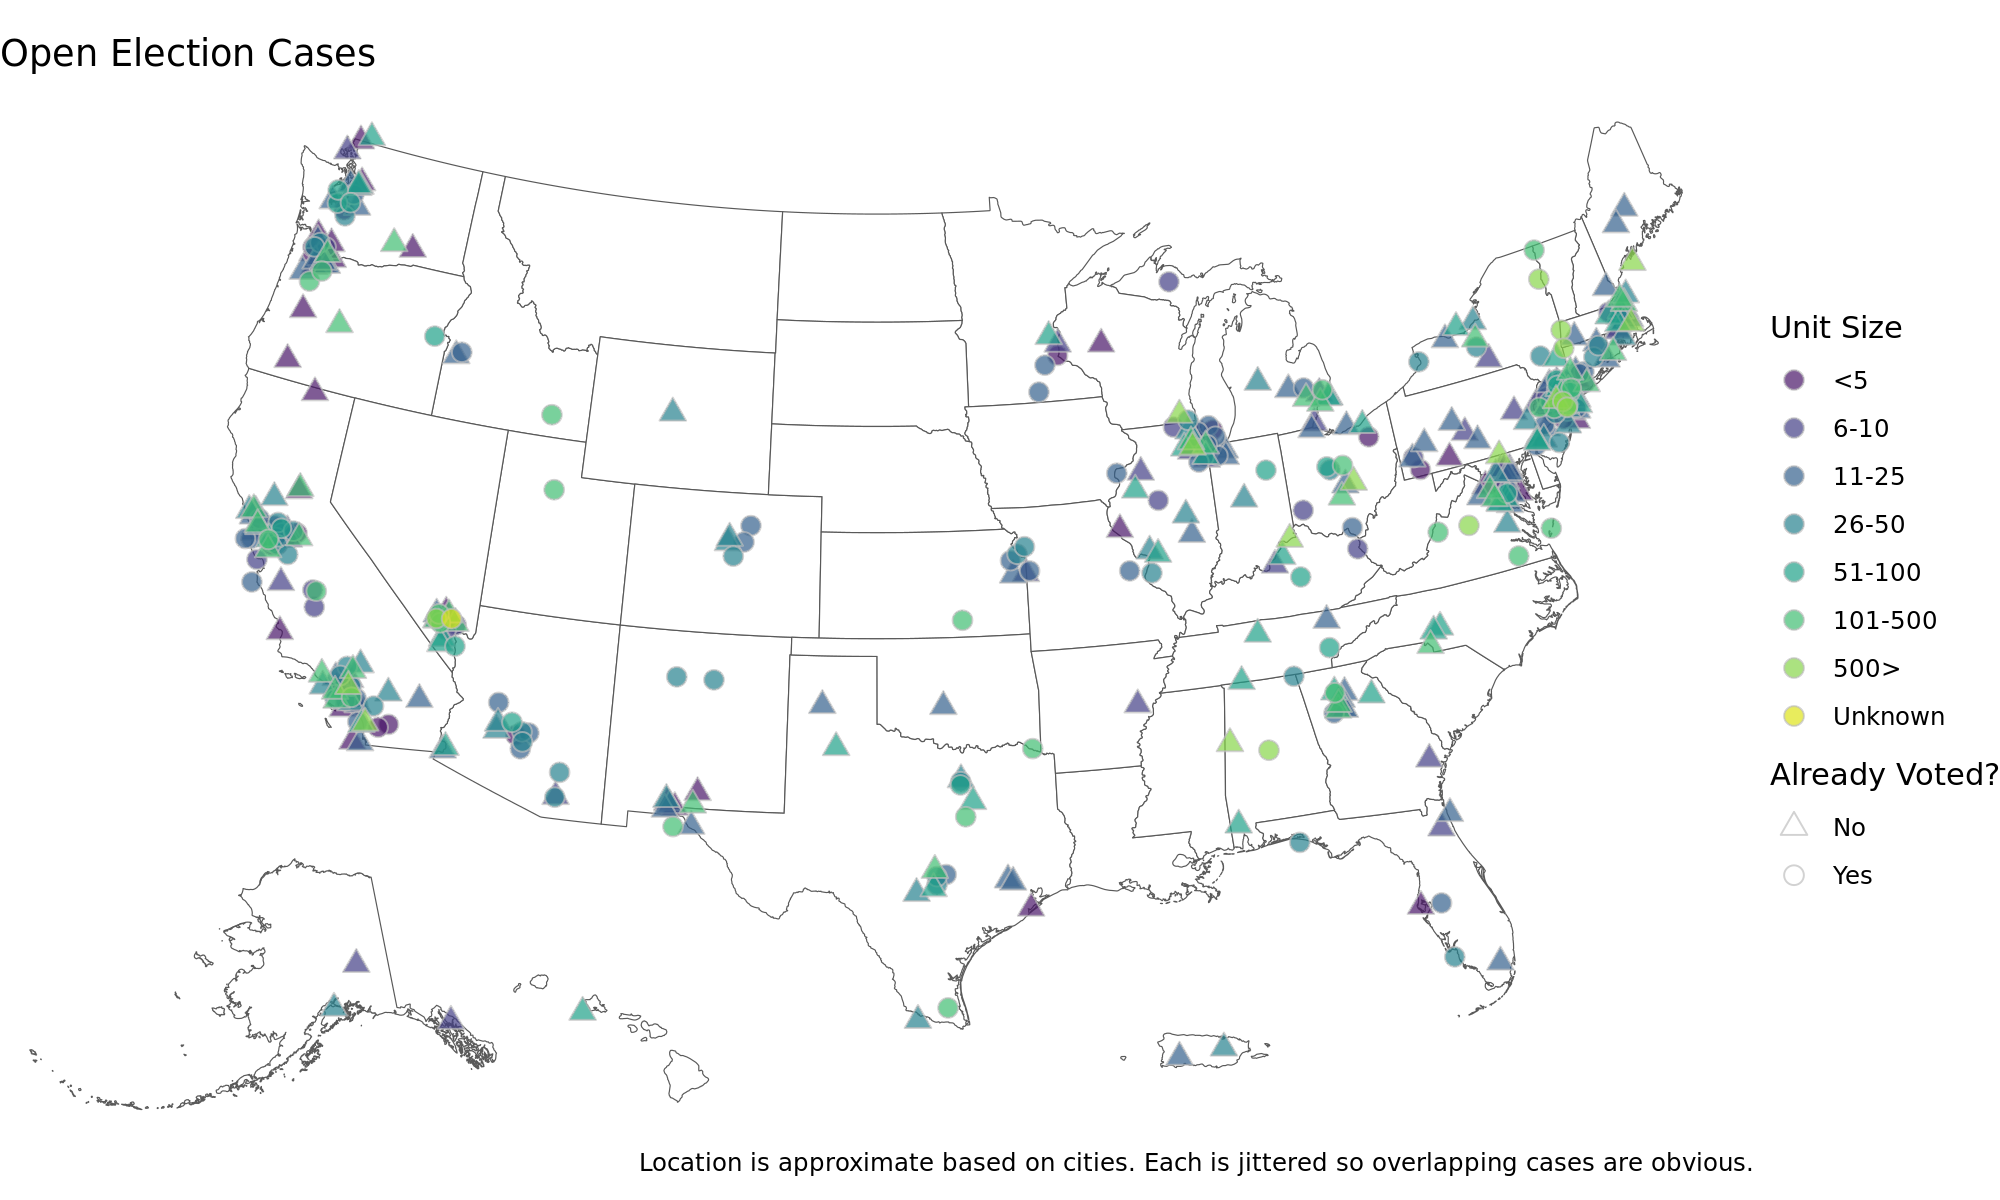 Open Election Cases
Unit Size
<5
6-10
11-25
26-50
51-100
101-500
500>
Unknown
Already Voted?
No
Yes
Location is approximate based on cities. Each is jittered so overlapping cases are obvious.